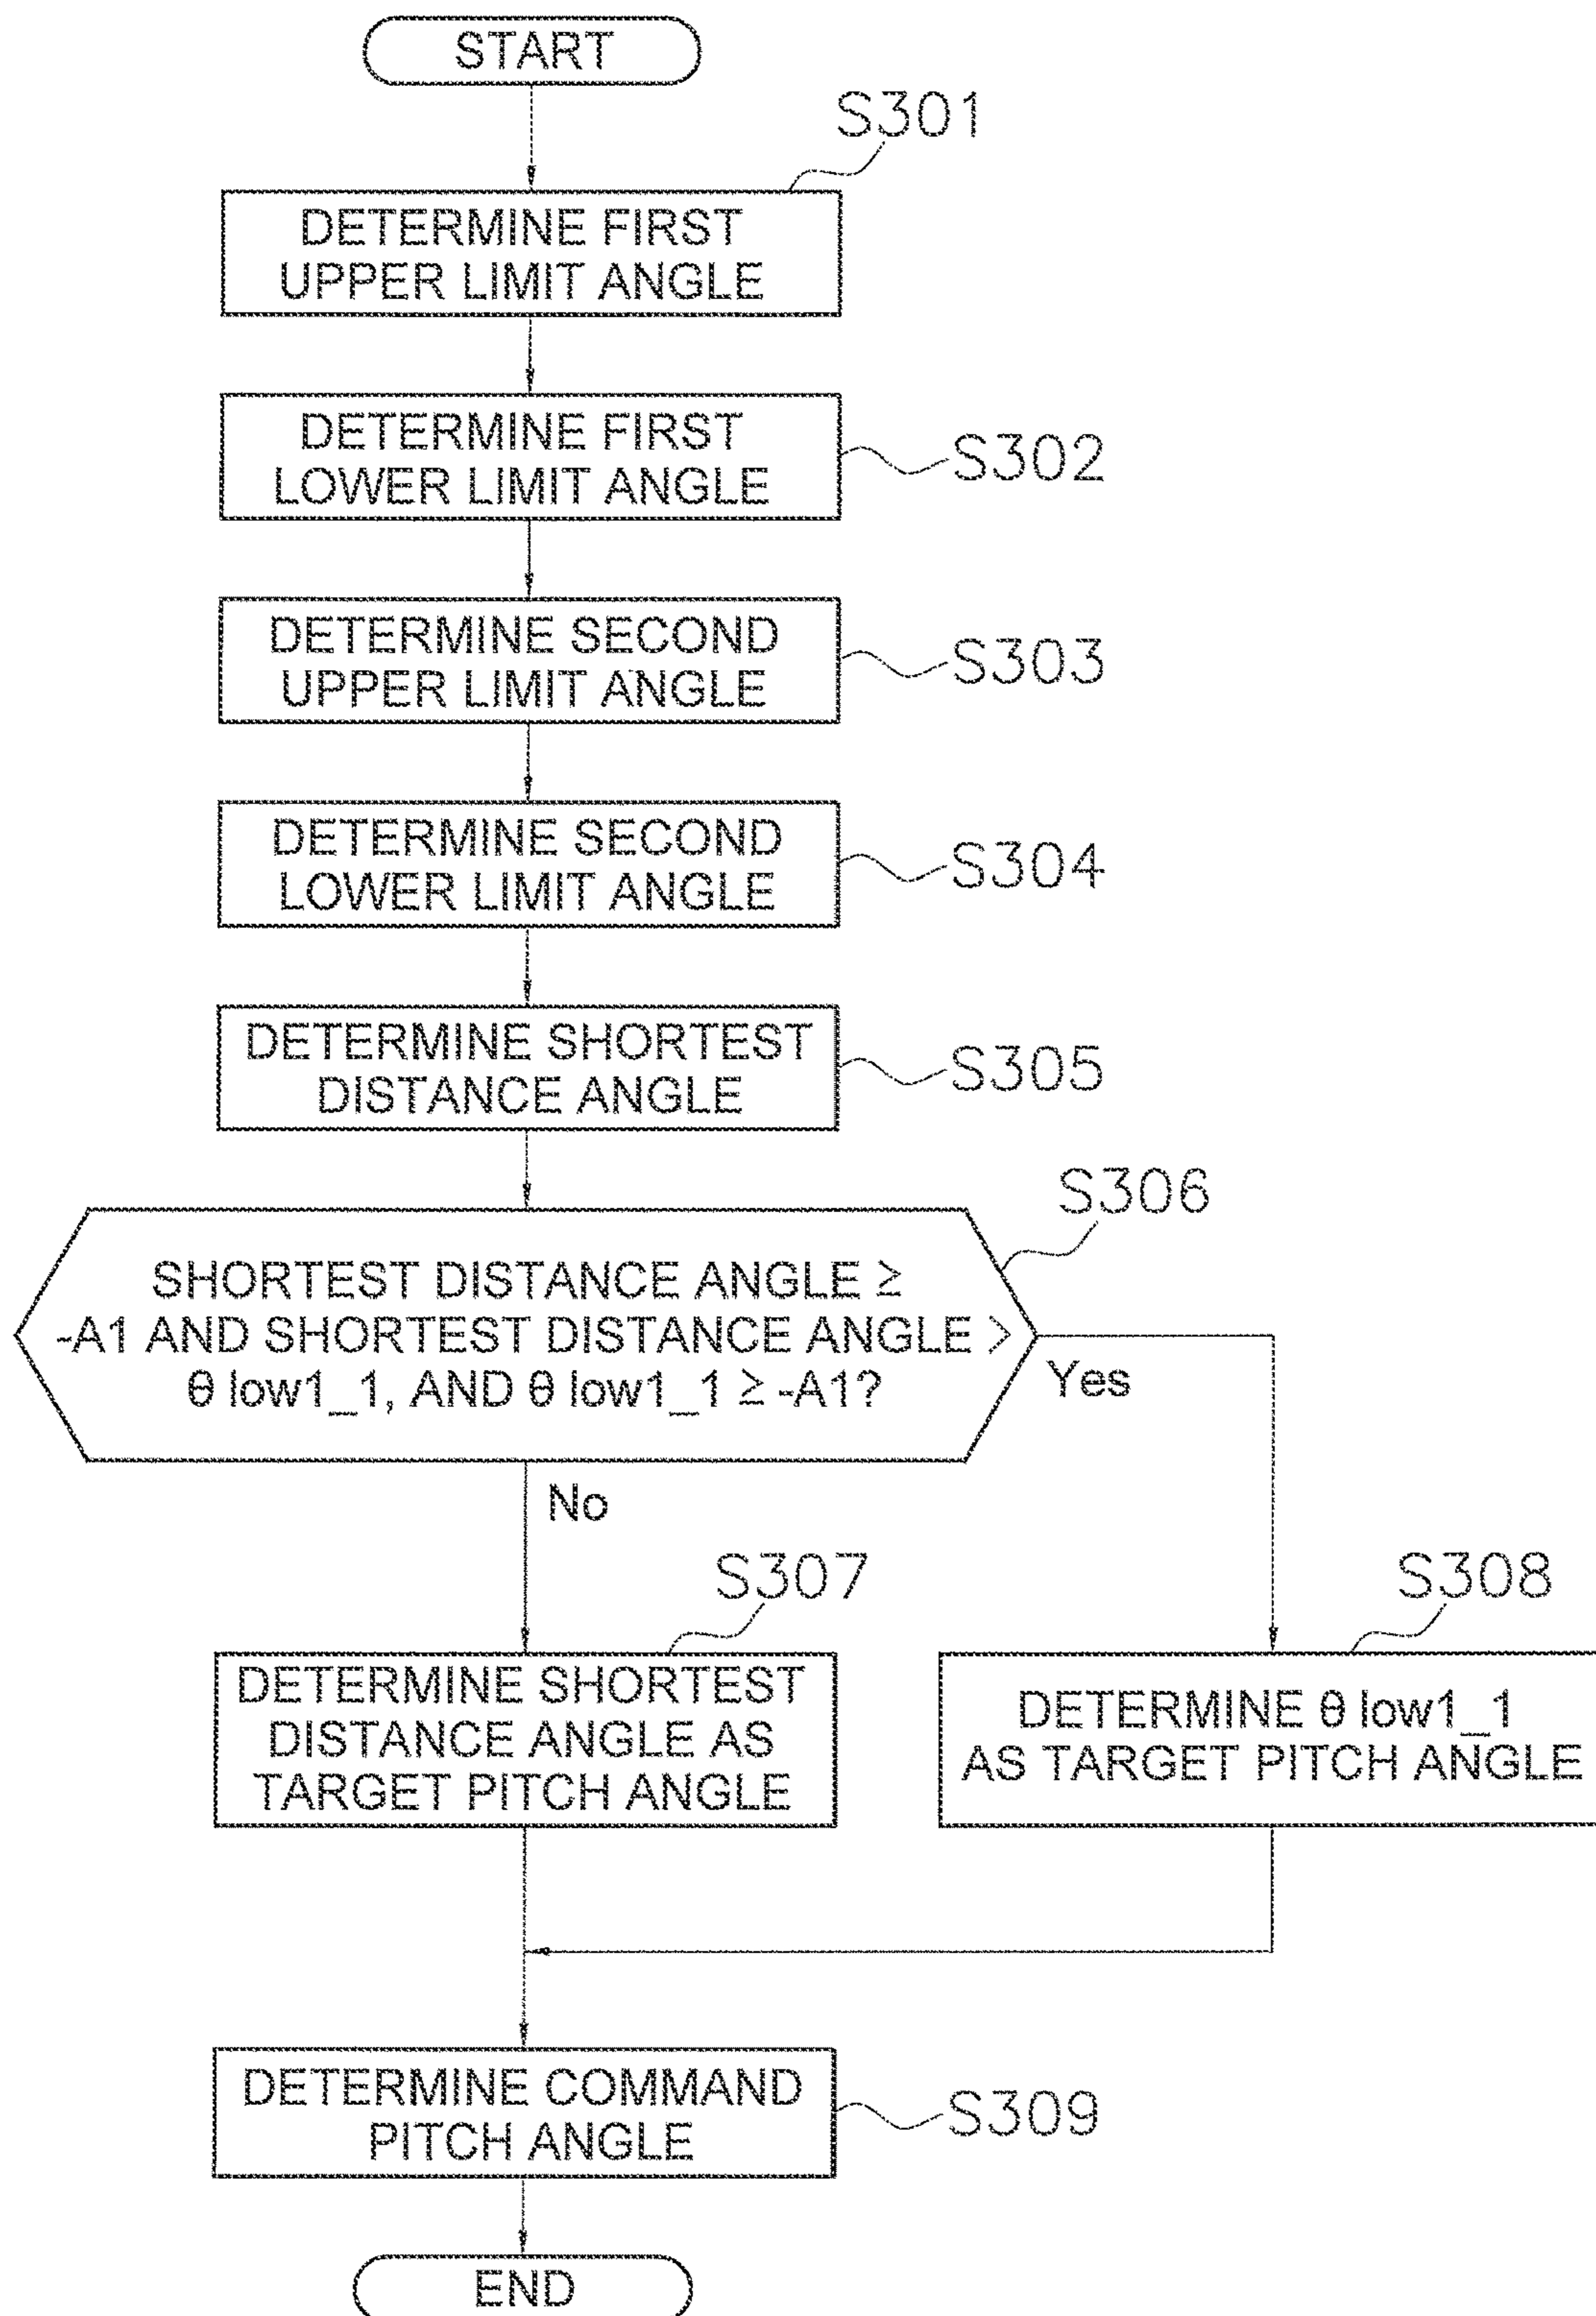 START
S301
DETERMINE FIRST
UPPER LIMIT ANGLE
DETERMINE FIRST
LOWER LIMIT ANGLE
S302
DETERMINE SECOND
UPPER LIMIT ANGLE
S303
DETERMINE SECOND
LOWER LIMIT ANGLE
S304
DETERMINE SHORTEST
DISTANCE ANGLE
S305
S306
SHORTEST DISTANCE ANGLE ≥
-A1 AND SHORTEST DISTANCE ANGLE >
θ low1_1, AND θ low1_1 ≥ -A1?
Yes
No
S307
S308
DETERMINE SHORTEST
DISTANCE ANGLE AS
TARGET PITCH ANGLE
DETERMINE θ low1_1
AS TARGET PITCH ANGLE
DETERMINE COMMAND
PITCH ANGLE
S309
END